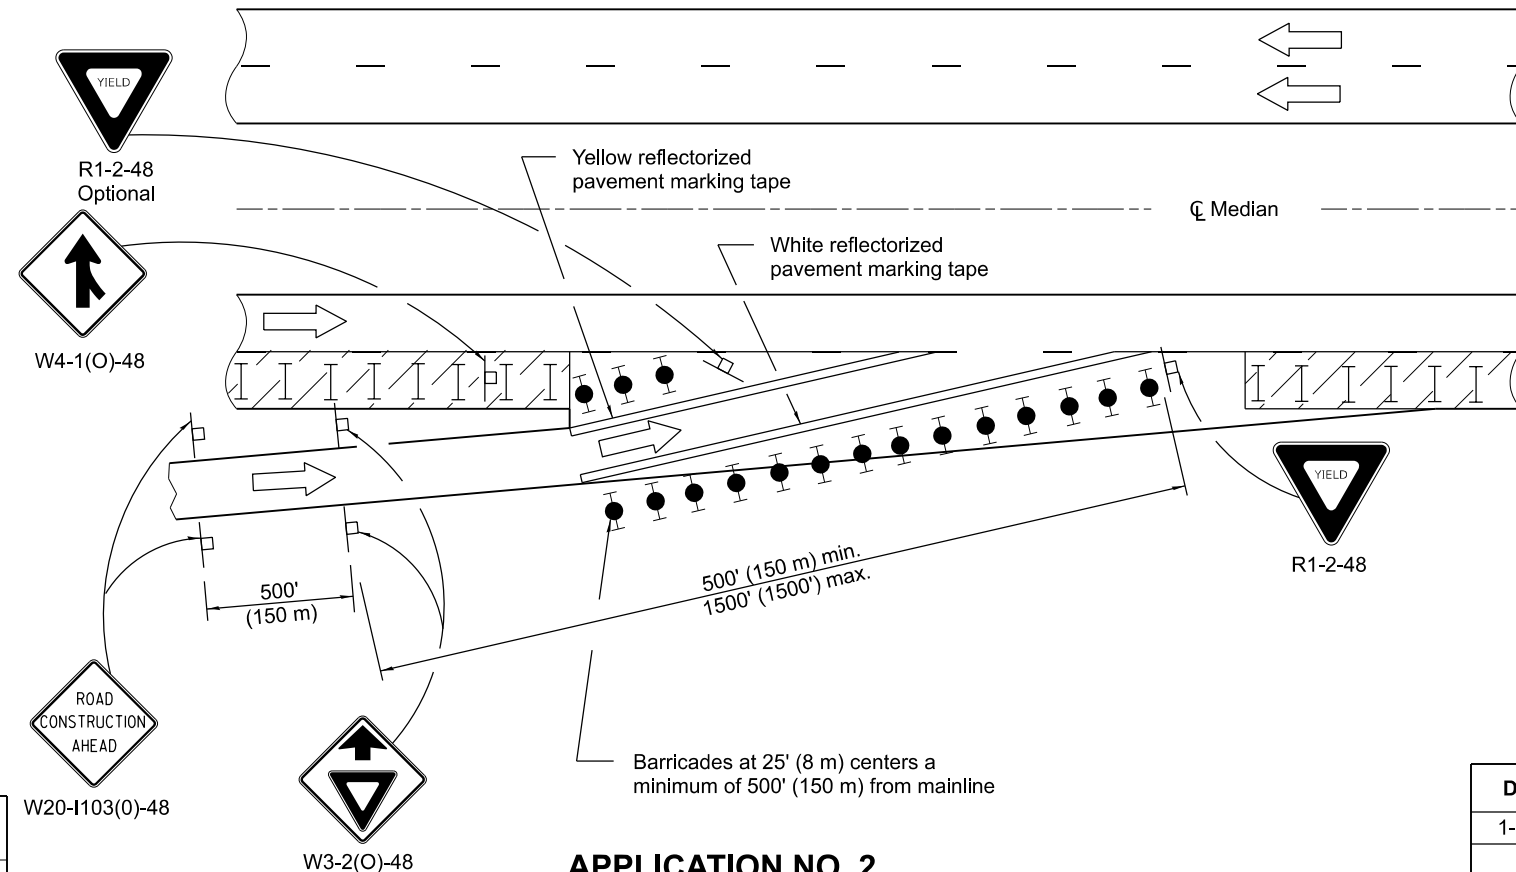 YIELD
R1-2-48
Optional
Yellow reflectorized
pavement marking tape
℄ Median
White reflectorized
pavement marking tape
W4-1(O)-48
YIELD
R1-2-48
500' (150 m) min.
1500' (1500') max.
500'
(150 m)
ROAD
CONSTRUCTION
AHEAD
W20-I103(0)-48
W3-2(O)-48
Barricades at 25' (8 m) centers a
minimum of 500' (150 m) from mainline
APPLICATION NO. 2
D
1-